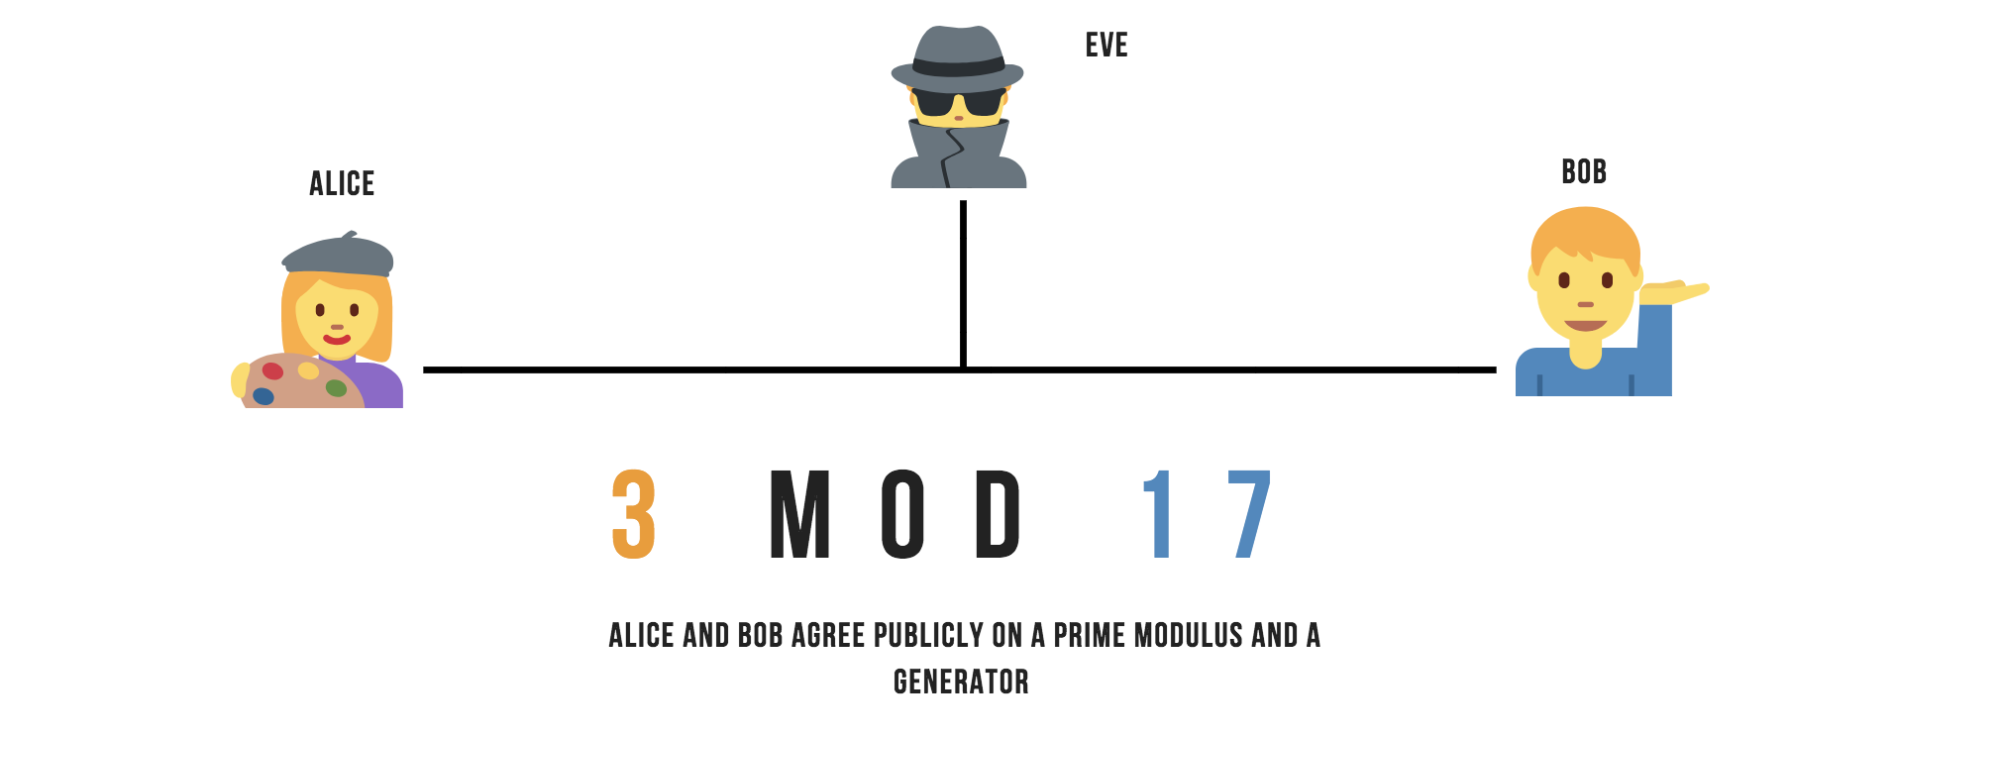 EVE
ALICE
BOB
3 MOD 17
ALICE AND BOB AGREE PUBLICLY ON A PRIME MODULUS AND A
GENERATOR